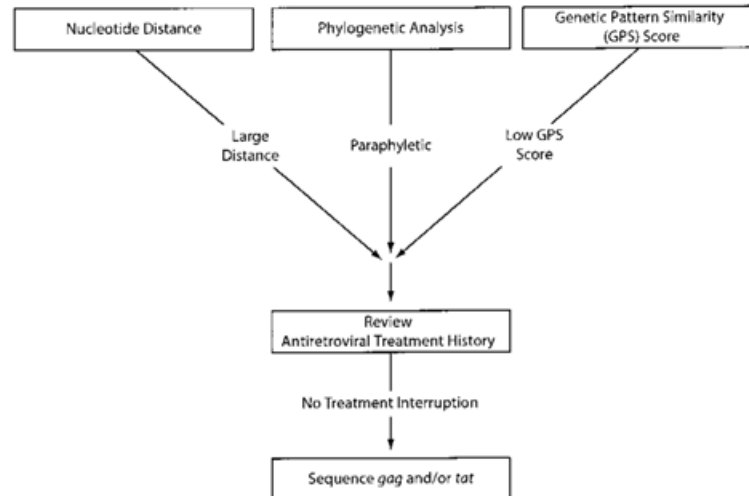 Nucleotide Distance
Phylogenetic Analysis
Genetic Pattern Similarity
(GPS) Score
Large
Distance
Paraphyletic
Low GPS
Score
Review
Antiretroviral Treatment History
No Treatment Interruption
Sequence gag and/or tat